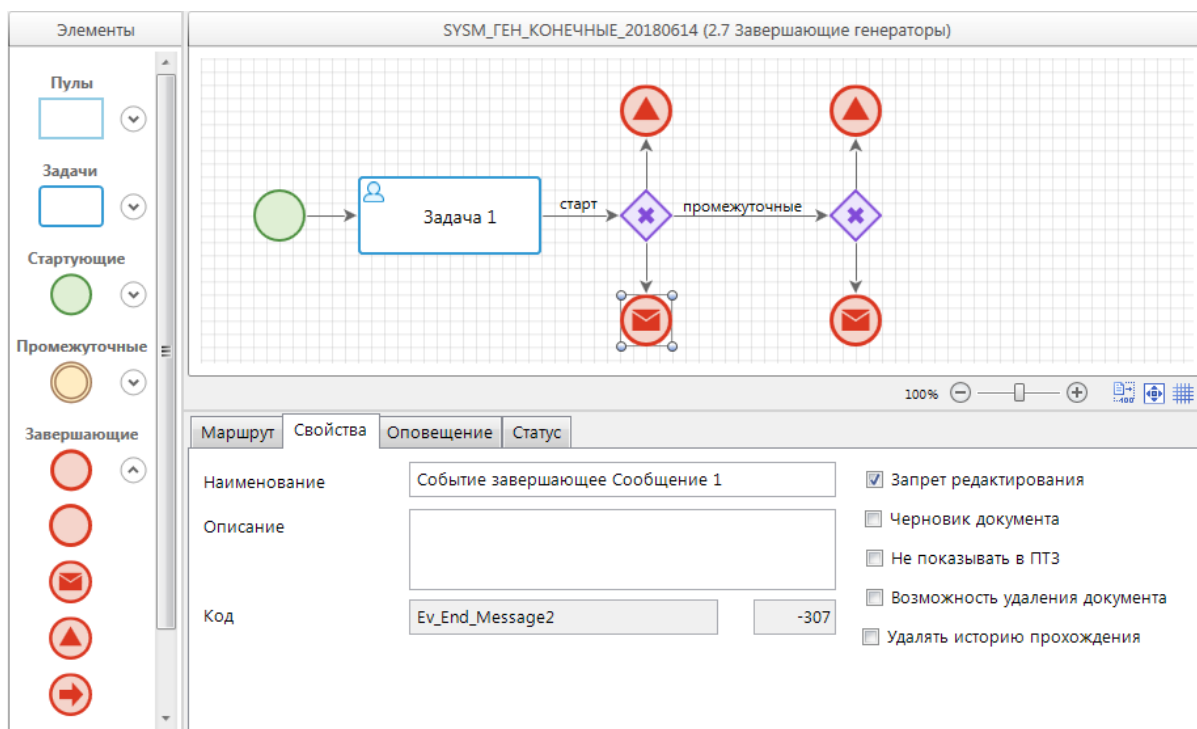 Элементы
SYSM_ГЕН_КОНЕЧНЫЕ_20180614 (2.7 Завершающие генераторы)
Пулы
Задачи
Стартующие
Промежуточные
Завершающие
Задача 1
старт
промежуточные
100%
Маршрут
Свойства
Оповещение
Статус
Наименование
Событие завершающее Сообщение 1
Описание
Код
Ev_End_Message2
-307
Запрет редактирования
Черновик документа
Не показывать в ПТЗ
Возможность удаления документа
Удалять историю прохождения